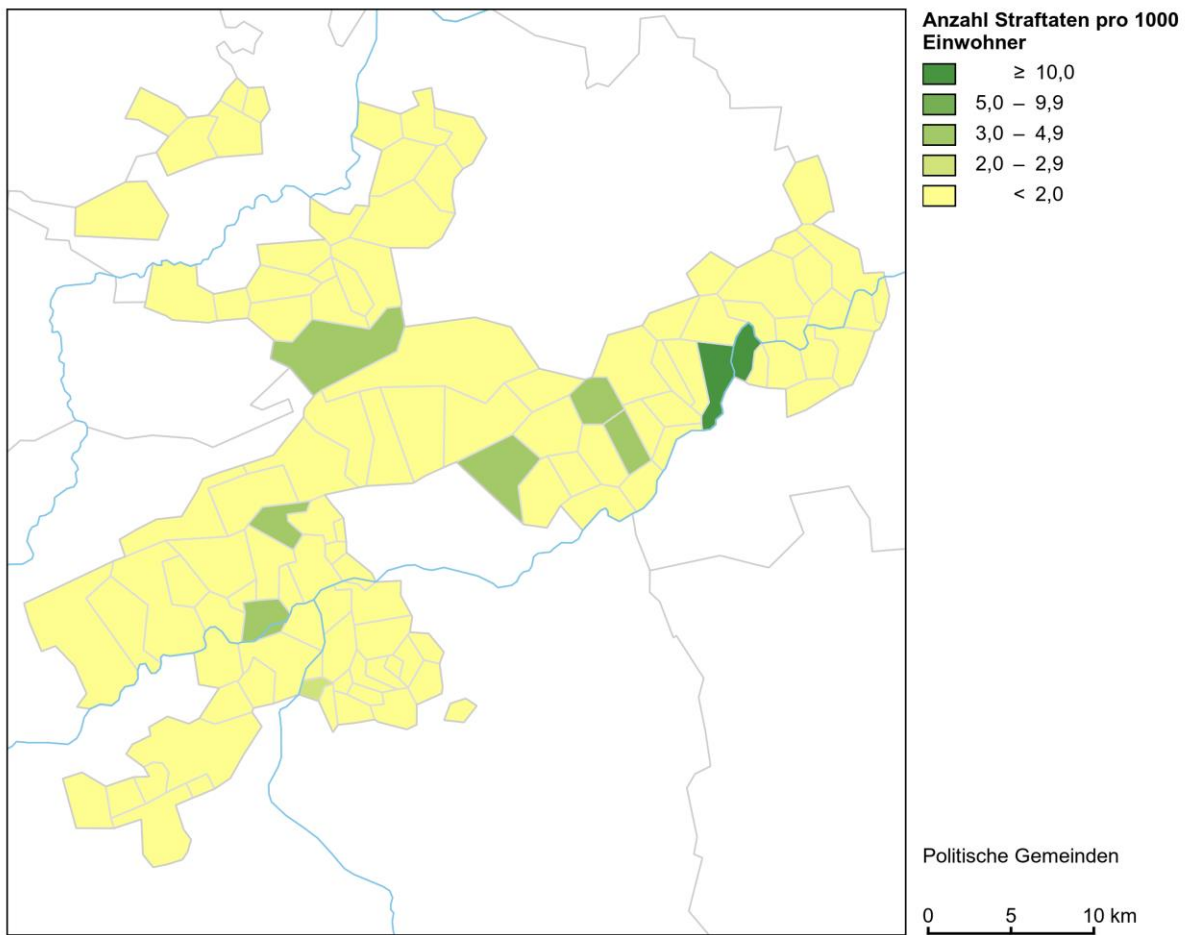 Anzahl Straftaten pro 1000
Einwohner
≥ 10,0
5,0 – 9,9
3,0 – 4,9
2,0 – 2,9
< 2,0
Politische Gemeinden
0 5 10 km